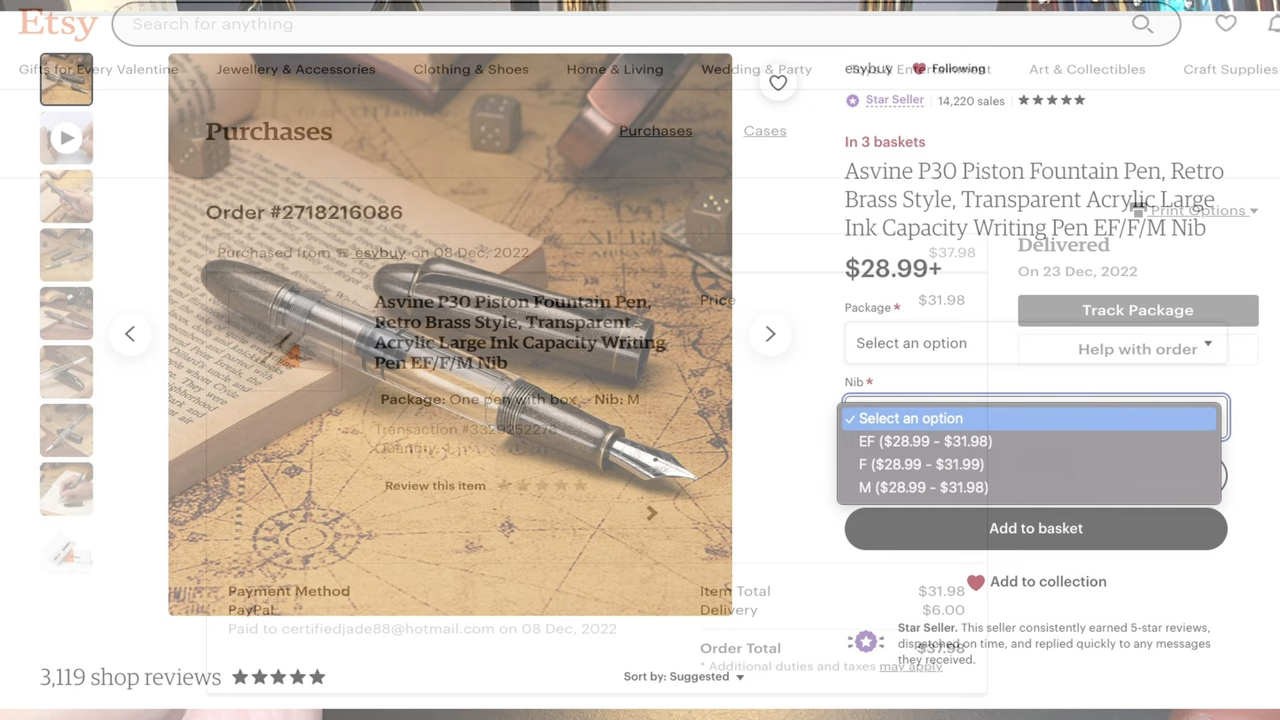 Etsy
Search for anything
Gifts for Every Valentine
Jewellery & Accessories
Clothing & Shoes
Home & Living
Wedding & Party
Art & Collectibles
Craft Supplies
esybuy
Following
Star Seller
14,220 sales
In 3 baskets
Asvine P30 Piston Fountain Pen, Retro
Brass Style, Transparent Acrylic Large
Ink Capacity Writing Pen EF/F/M Nib
$28.99+
Package *
Select an option
Nib *
✓ Select an option
EF ($28.99 - $31.98)
F ($28.99 - $31.99)
M ($28.99 - $31.98)
Add to basket
Add to collection
Star Seller. This seller consistently earned 5-star reviews,
dispatched on time, and replied quickly to any messages
they received.
3,119 shop reviews
Sort by: Suggested
Purchases
Purchases
Cases
Order #2718216086
Print Options
Purchased from esybuy on 08 Dec, 2022
$37.98
Delivered
On 23 Dec, 2022
Asvine P30 Piston Fountain Pen,
Retro Brass Style, Transparent
Acrylic Large Ink Capacity Writing
Pen EF/F/M Nib
Price
$31.98
Track Package
Help with order
Package: One pen with box Nib: M
Review this item
Payment Method
PayPal
Paid to certifiedjade88@hotmail.com on 08 Dec, 2022
Item Total
$31.98
Delivery
$6.00
Order Total
$37.98
* Additional duties and taxes may apply